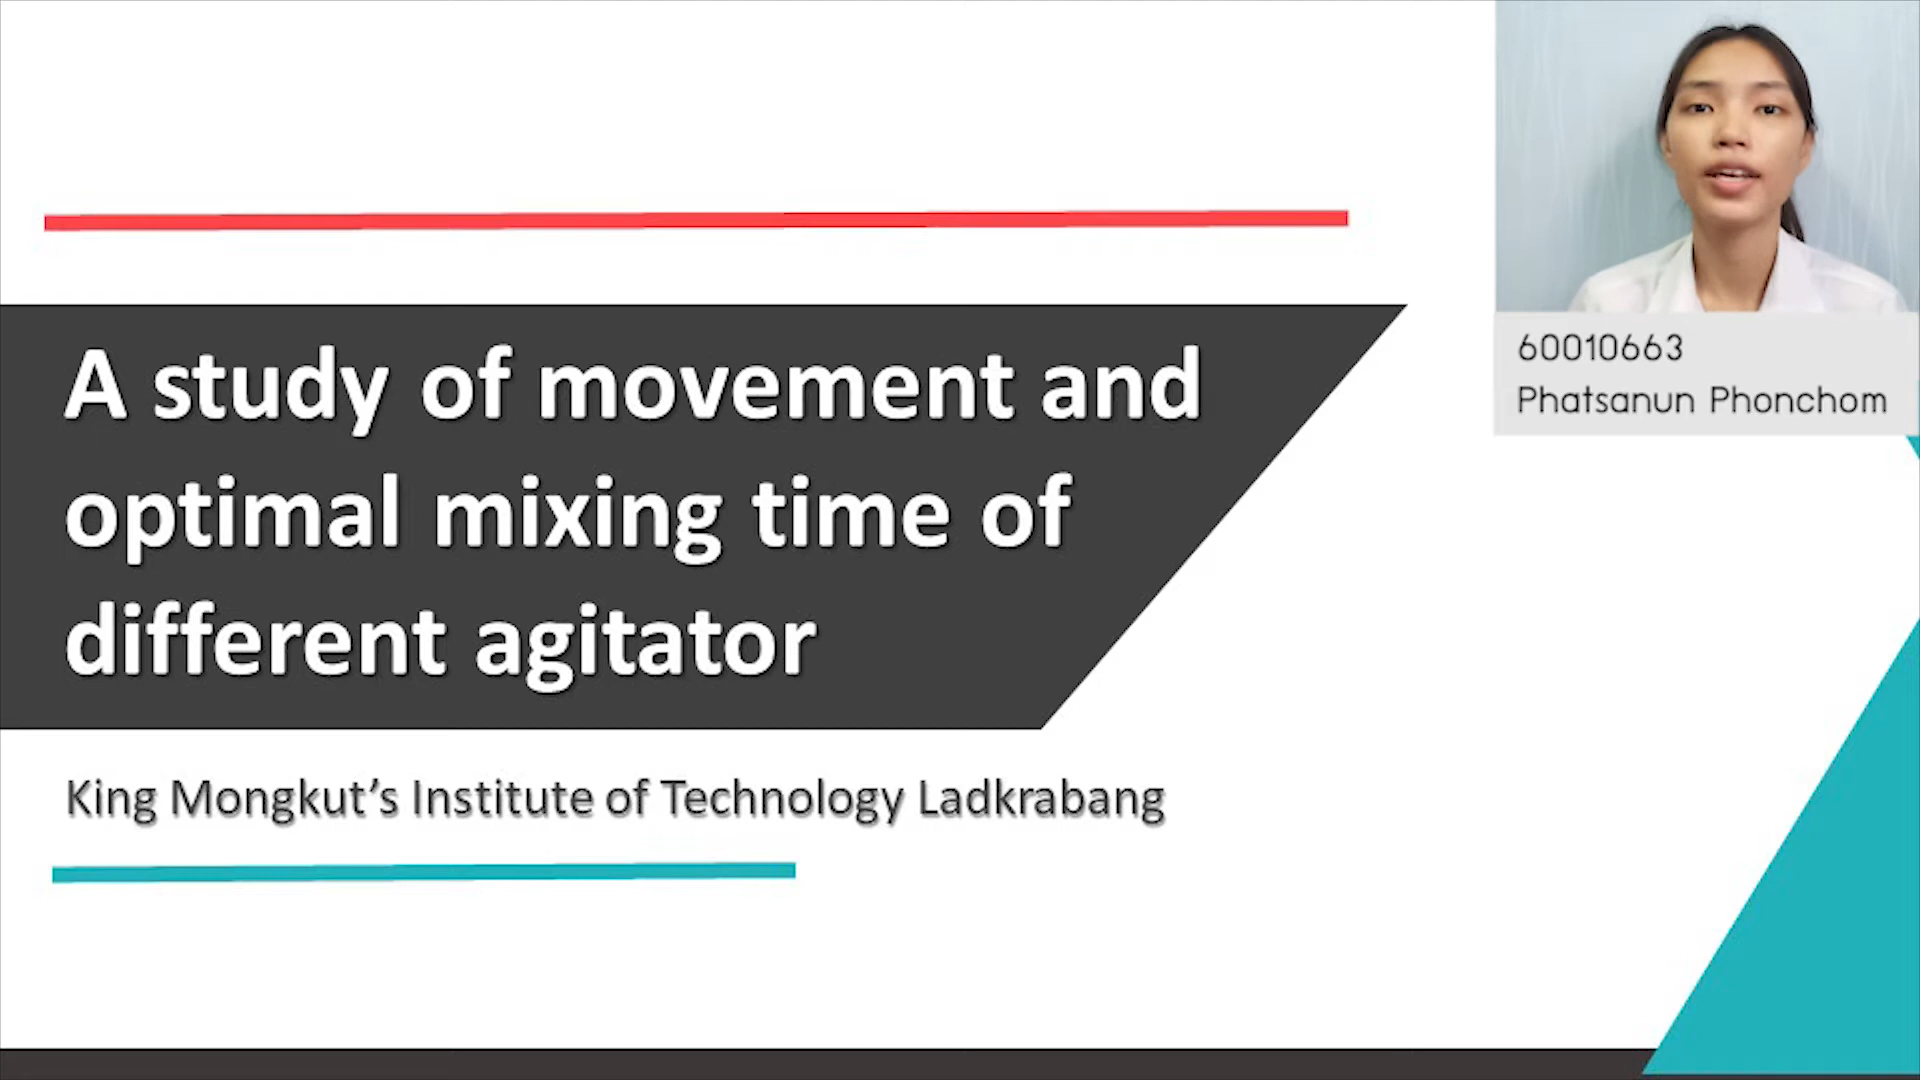 A study of movement and
optimal mixing time of
different agitator
King Mongkut’s Institute of Technology Ladkrabang
60010663
Phatsanun Phonchom